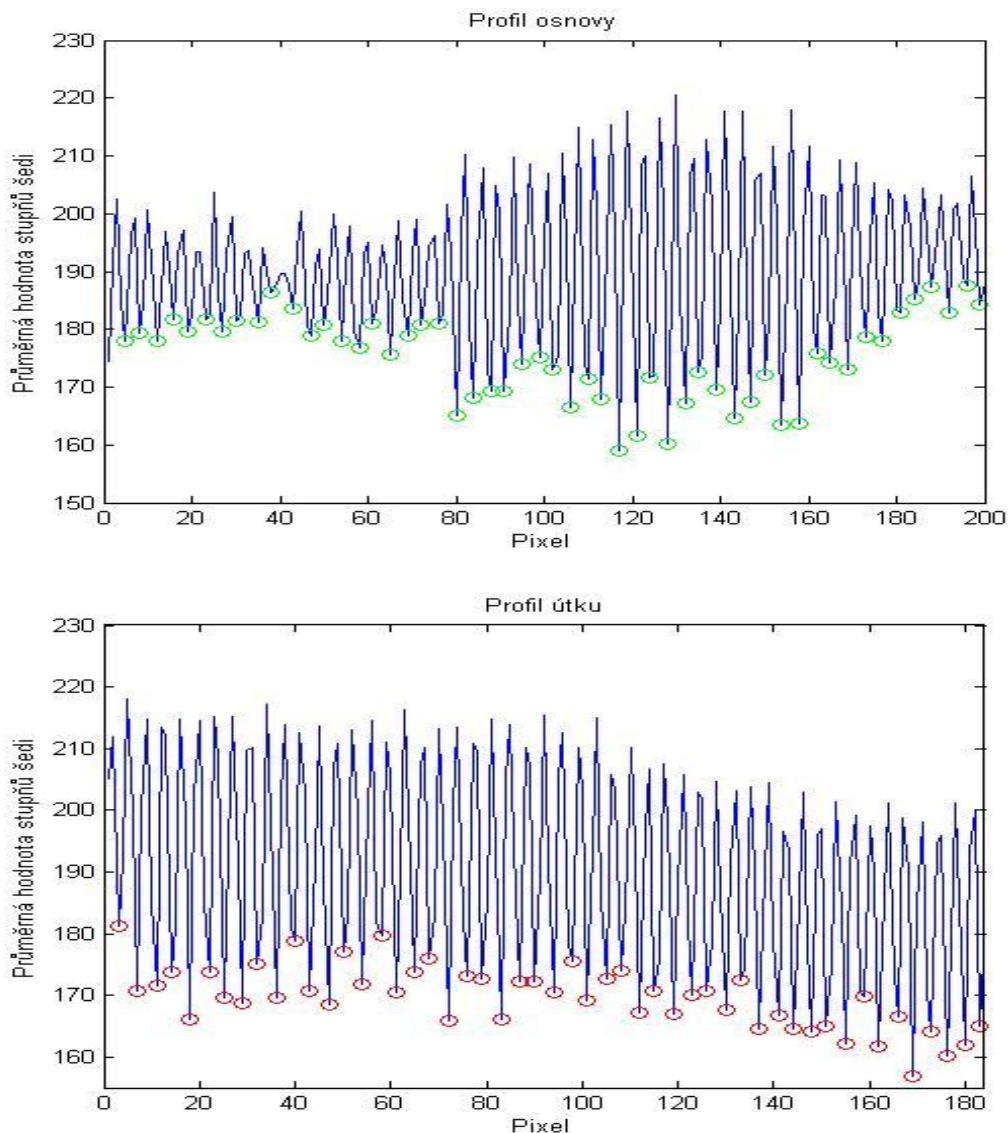 Profil osnovy
230
220
210
200
190
180
170
160
150
Průměrná hodnota stupňů šedi
0 20 40 60 80 100 120 140 160 180 200
Pixel
Profil útku
230
220
210
200
190
180
170
160
Průměrná hodnota stupňů šedi
0 20 40 60 80 100 120 140 160 180
Pixel